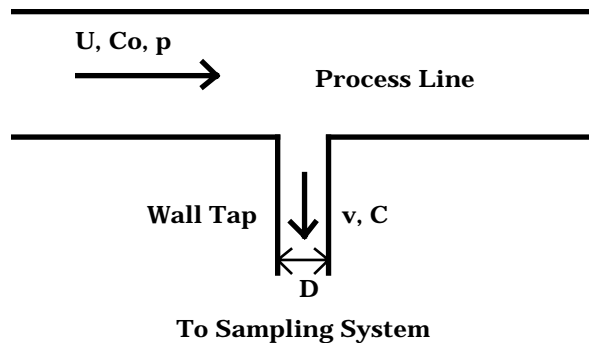 U, Co, p
Process Line
Wall Tap
v, C
D
To Sampling System